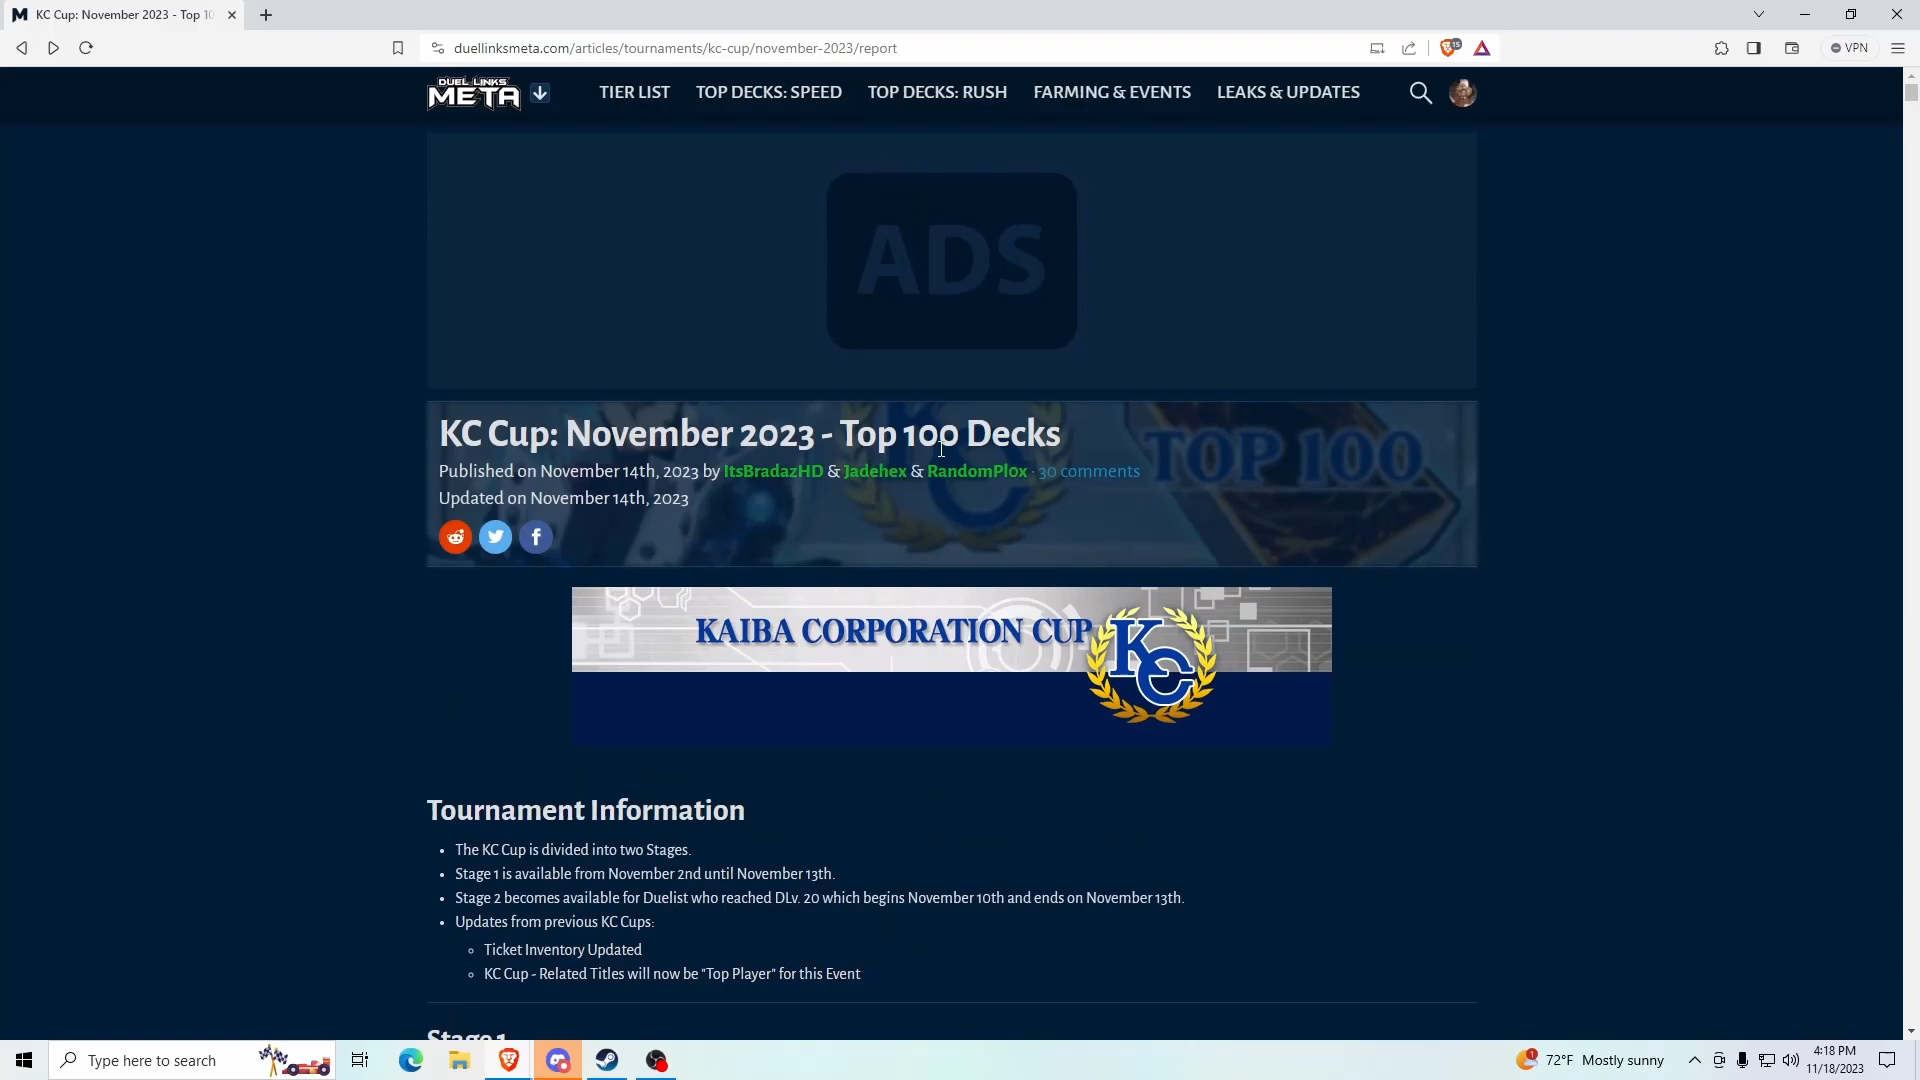 KC Cup: November 2023 - Top 10
duellinksmeta.com/articles/tournaments/kc-cup/november-2023/report
15
VPN
DUEL LINKS
META
TIER LIST
TOP DECKS: SPEED
TOP DECKS: RUSH
FARMING & EVENTS
LEAKS & UPDATES
ADS
KC Cup: November 2023 - Top 100 Decks
TOP 100
Published on November 14th, 2023 by ItsBradazHD & Jadehex & RandomPl0x · 30 comments
Updated on November 14th, 2023
KAIBA CORPORATION CUP
KC
Tournament Information
• The KC Cup is divided into two Stages.
• Stage 1 is available from November 2nd until November 13th.
• Stage 2 becomes available for Duelist who reached DLv. 20 which begins November 10th and ends on November 13th.
• Updates from previous KC Cups:
◦ Ticket Inventory Updated
◦ KC Cup - Related Titles will now be "Top Player" for this Event
Stage 1
Type here to search
1
72°F Mostly sunny
4:18 PM
11/18/2023